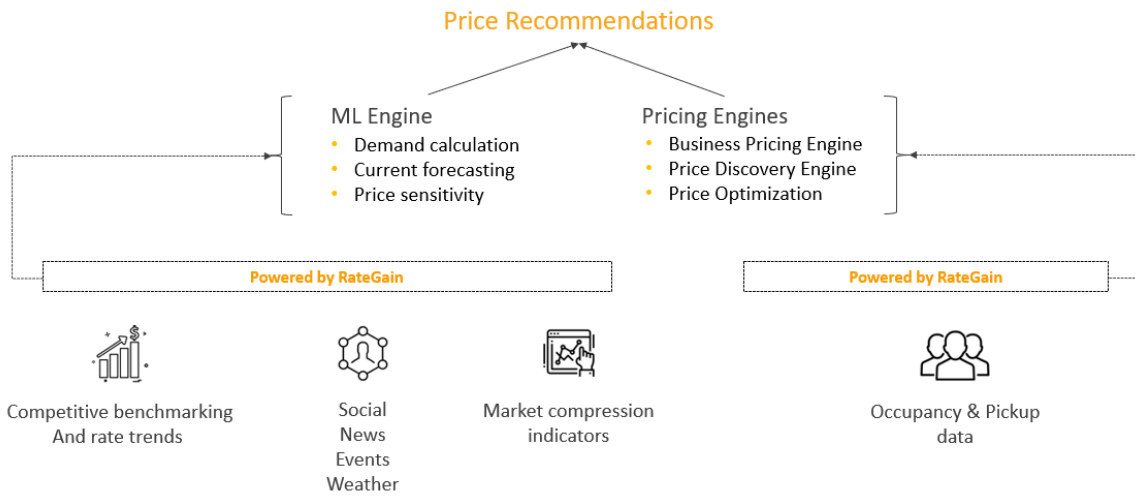 Price Recommendations
ML Engine
• Demand calculation
• Current forecasting
• Price sensitivity
Pricing Engines
• Business Pricing Engine
• Price Discovery Engine
• Price Optimization
Powered by RateGain
Powered by RateGain
$
Competitive benchmarking
And rate trends
Social
News
Events
Weather
Market compression
indicators
Occupancy & Pickup
data